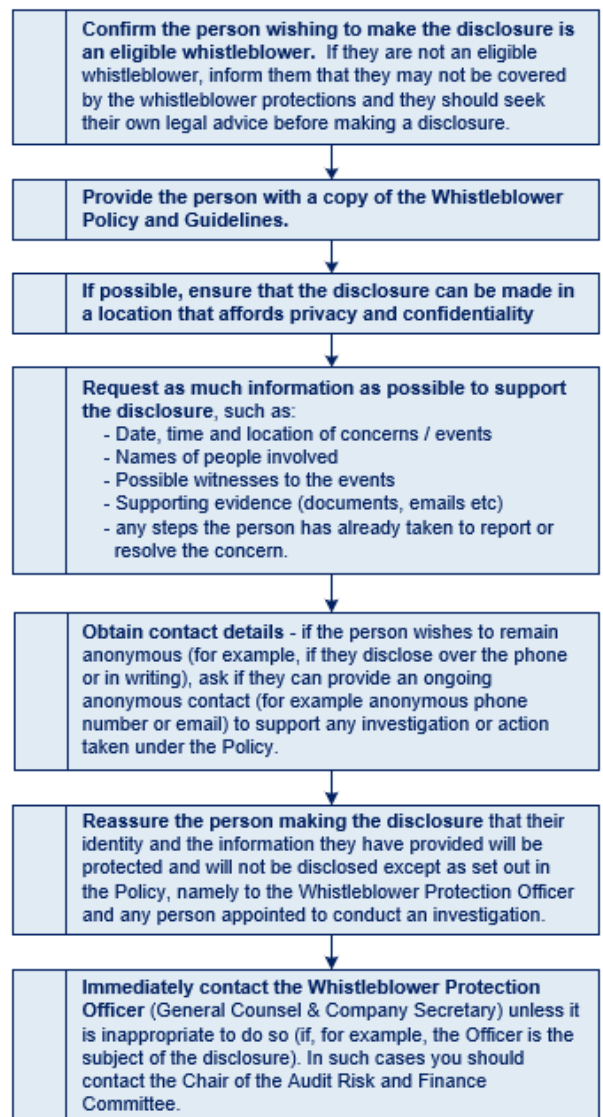 Confirm the person wishing to make the disclosure is
an eligible whistleblower. If they are not an eligible
whistleblower, inform them that they may not be covered
by the whistleblower protections and they should seek
their own legal advice before making a disclosure.
Provide the person with a copy of the Whistleblower
Policy and Guidelines.
If possible, ensure that the disclosure can be made in
a location that affords privacy and confidentiality
Request as much information as possible to support
the disclosure, such as:
- Date, time and location of concerns / events
- Names of people involved
- Possible witnesses to the events
- Supporting evidence (documents, emails etc)
- any steps the person has already taken to report or
resolve the concern.
Obtain contact details - if the person wishes to remain
anonymous (for example, if they disclose over the phone
or in writing), ask if they can provide an ongoing
anonymous contact (for example anonymous phone
number or email) to support any investigation or action
taken under the Policy.
Reassure the person making the disclosure that their
identity and the information they have provided will be
protected and will not be disclosed except as set out in
the Policy, namely to the Whistleblower Protection Officer
and any person appointed to conduct an investigation.
Immediately contact the Whistleblower Protection
Officer (General Counsel & Company Secretary) unless it
is inappropriate to do so (if, for example, the Officer is the
subject of the disclosure). In such cases you should
contact the Chair of the Audit Risk and Finance
Committee.